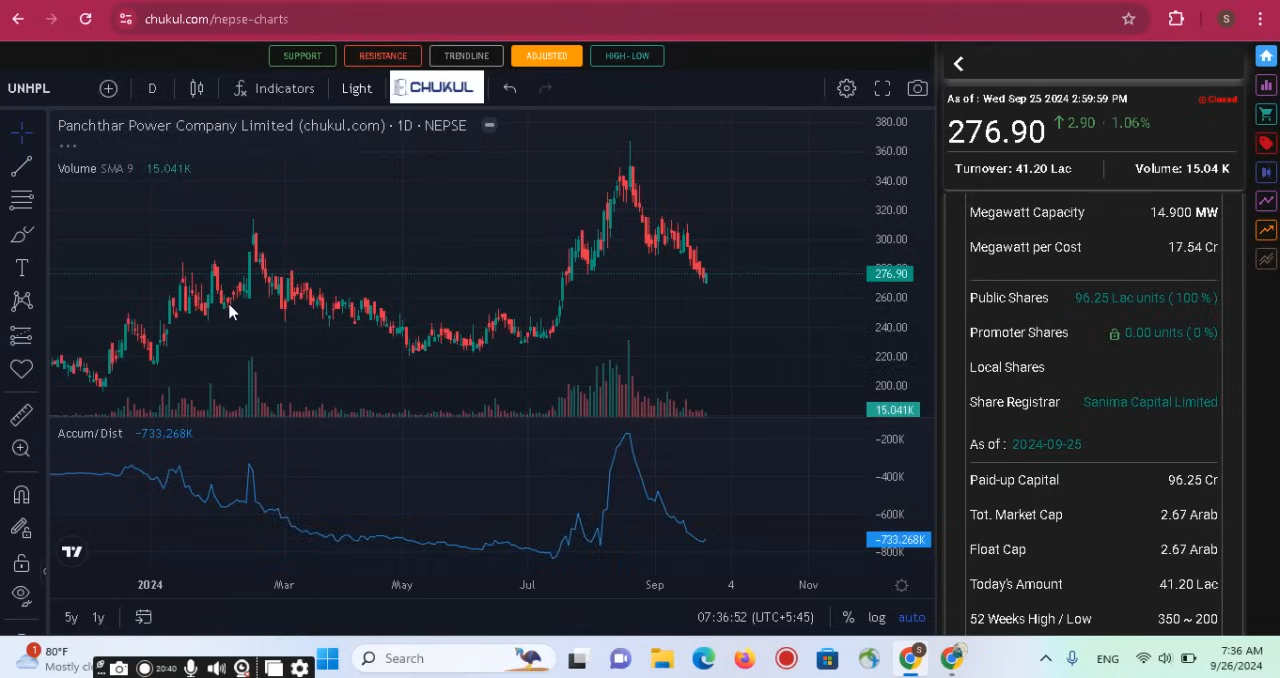 chukul.com/nepse-charts
S
SUPPORT RESISTANCE TRENDLINE ADJUSTED HIGH-LOW
UNHPL D Indicators Light CHUKUL
Panchthar Power Company Limited (chukul.com) · 1D · NEPSE
Volume SMA 9 15.041K
380.00
360.00
340.00
320.00
300.00
276.90
260.00
240.00
220.00
200.00
15.041K
Accum/Dist -733.268K
-200K
-400K
-600K
-733.268K
-800K
2024 Mar May Jul Sep 4 Nov
5y 1y 07:36:52 (UTC+5:45) % log auto
As of : Wed Sep 25 2024 2:59:59 PM Closed
276.90 2.90 · 1.06%
Turnover: 41.20 Lac Volume: 15.04 K
Megawatt Capacity 14.900 MW
Megawatt per Cost 17.54 Cr
Public Shares 96.25 Lac units ( 100 % )
Promoter Shares 0.00 units ( 0 % )
Local Shares
Share Registrar Sanima Capital Limited
As of : 2024-09-25
Paid-up Capital 96.25 Cr
Tot. Market Cap 2.67 Arab
Float Cap 2.67 Arab
Today's Amount 41.20 Lac
52 Weeks High / Low 350 ~ 200
1 80°F
Mostly cl
20:40
Search
S
ENG
7:36 AM
9/26/2024